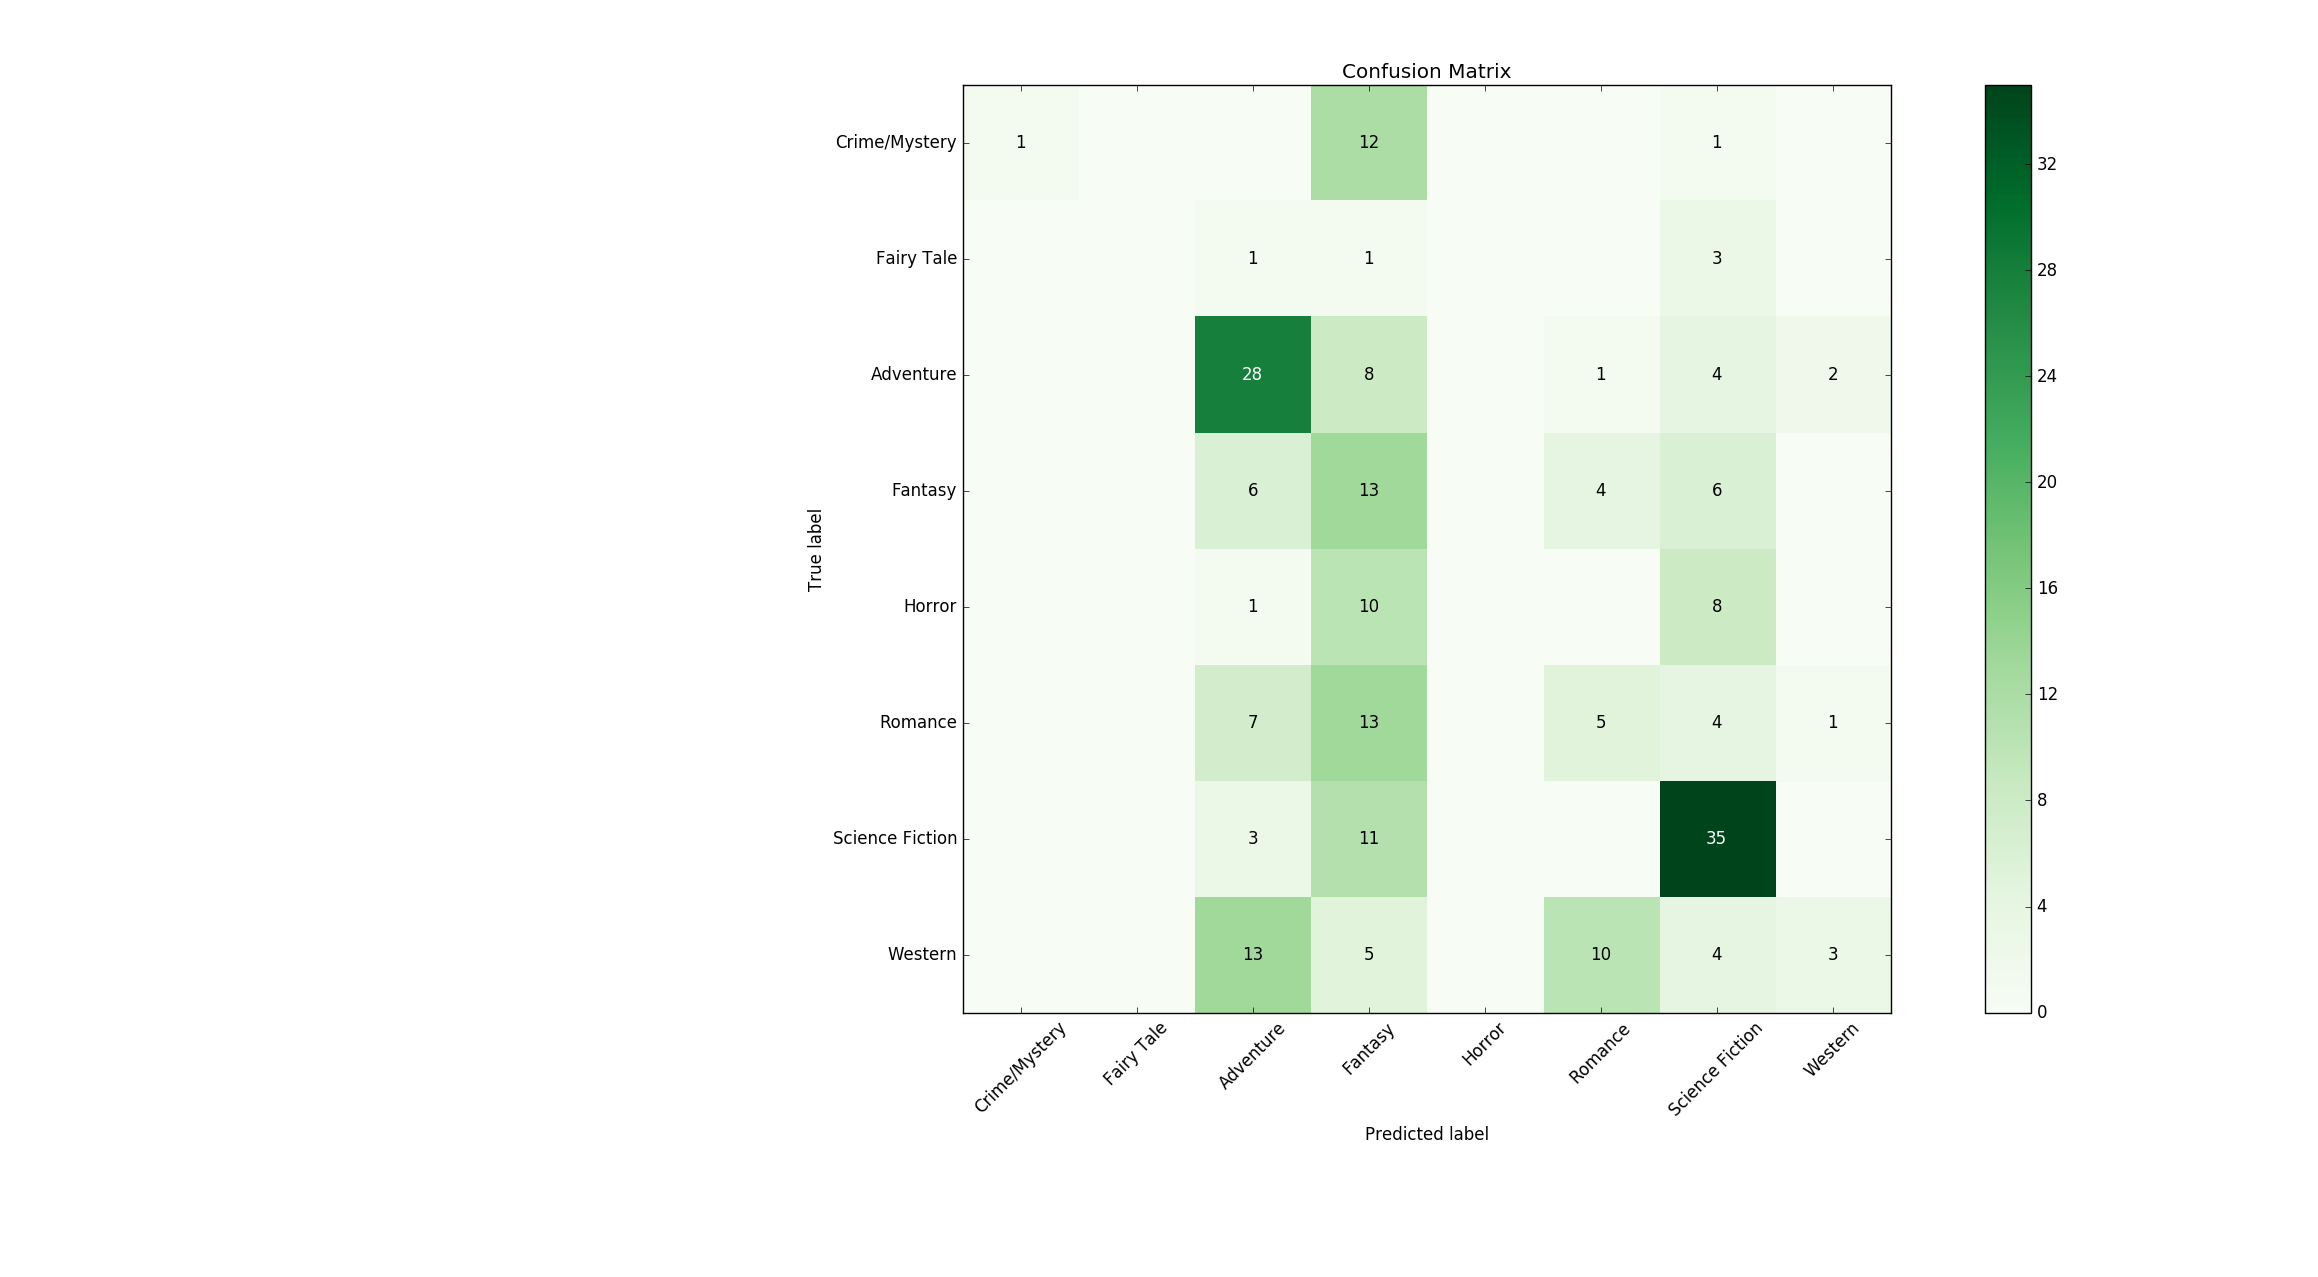 Confusion Matrix
Crime/Mystery 1 12 1
Fairy Tale 1 1 3
Adventure 28 8 1 4 2
Fantasy 6 13 4 6
Horror 1 10 8
Romance 7 13 5 4 1
Science Fiction 3 11 35
Western 13 5 10 4 3
True label
Crime/Mystery Fairy Tale Adventure Fantasy Horror Romance Science Fiction Western
Predicted label
32
28
24
20
16
12
8
4
0